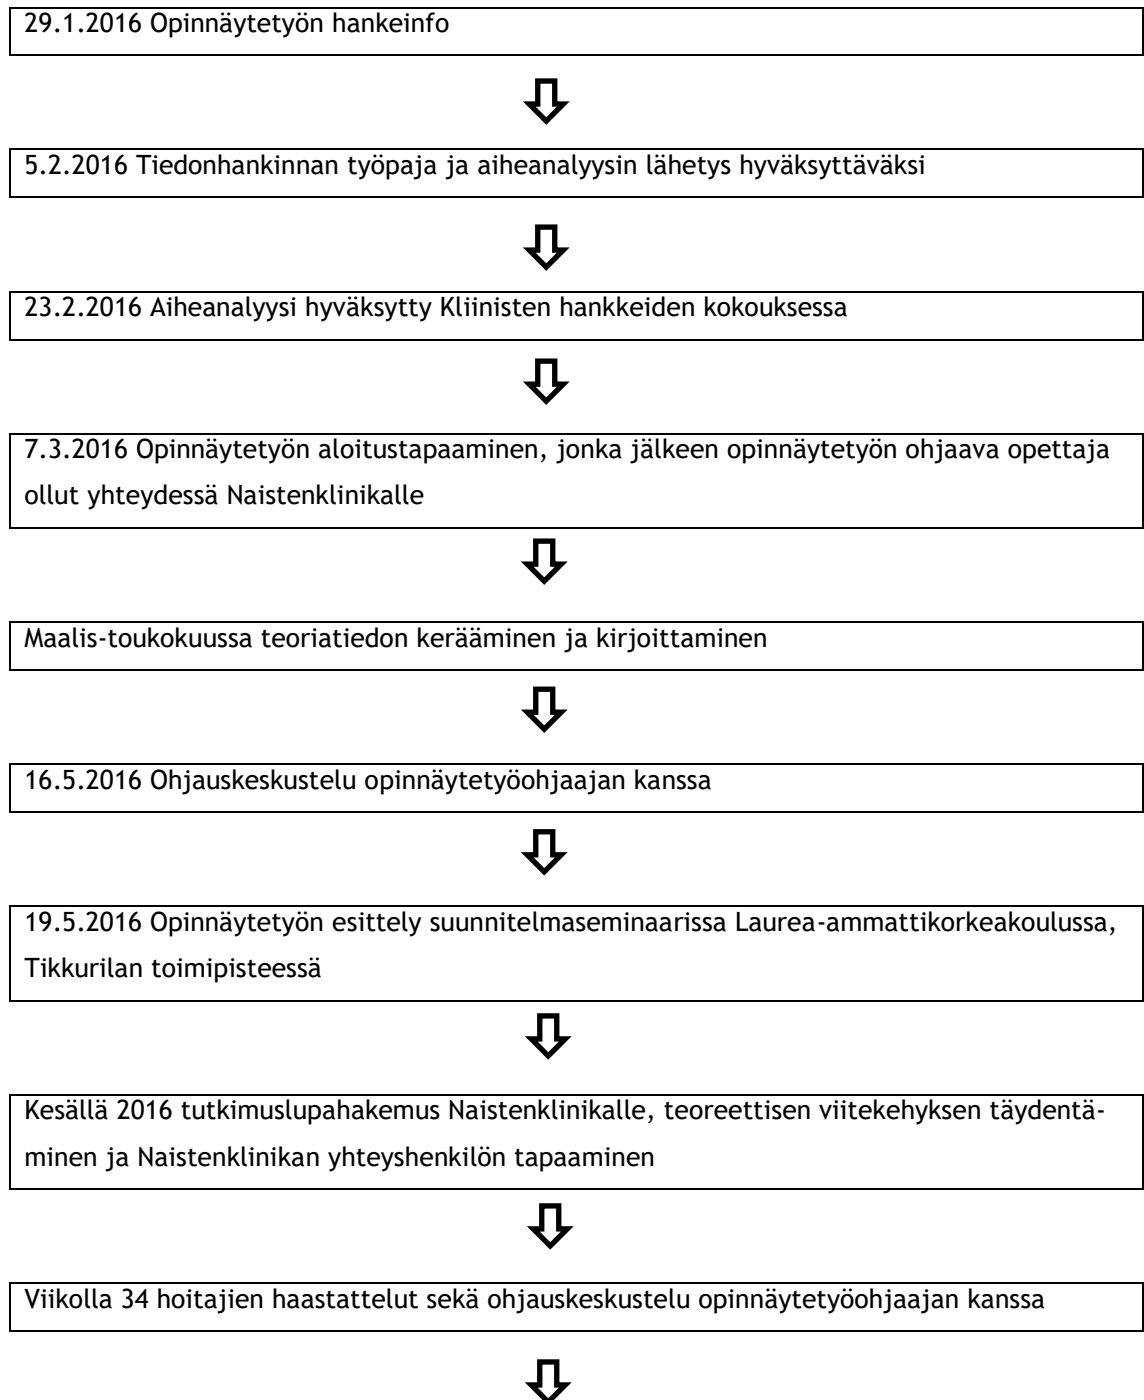 29.1.2016 Opinnäytetyön hankeinfo
5.2.2016 Tiedonhankinnan työpaja ja aiheanalyysin lähetys hyväksyttäväksi
23.2.2016 Aiheanalyysi hyväksytty Kliinisten hankkeiden kokouksessa
7.3.2016 Opinnäytetyön aloitustapaaminen, jonka jälkeen opinnäytetyön ohjaava opettaja
ollut yhteydessä Naistenklinikalle
Maalis-toukokuussa teoriatiedon kerääminen ja kirjoittaminen
16.5.2016 Ohjauskeskustelu opinnäytetyöohjaajan kanssa
19.5.2016 Opinnäytetyön esittely suunnitelmaseminaarissa Laurea-ammattikorkeakoulussa,
Tikkurilan toimipisteessä
Kesällä 2016 tutkimuslupahakemus Naistenklinikalle, teoreettisen viitekehyksen täydentä-
minen ja Naistenklinikan yhteyshenkilön tapaaminen
Viikolla 34 hoitajien haastattelut sekä ohjauskeskustelu opinnäytetyöohjaajan kanssa